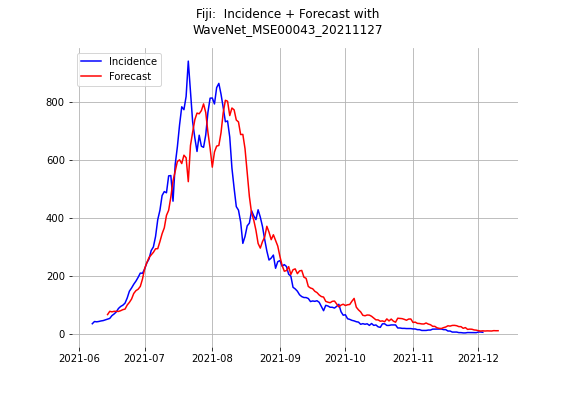 Fiji:  Incidence + Forecast with
WaveNet_MSE00043_20211127
Incidence
Forecast
800
600
400
200
0
2021-06 2021-07 2021-08 2021-09 2021-10 2021-11 2021-12